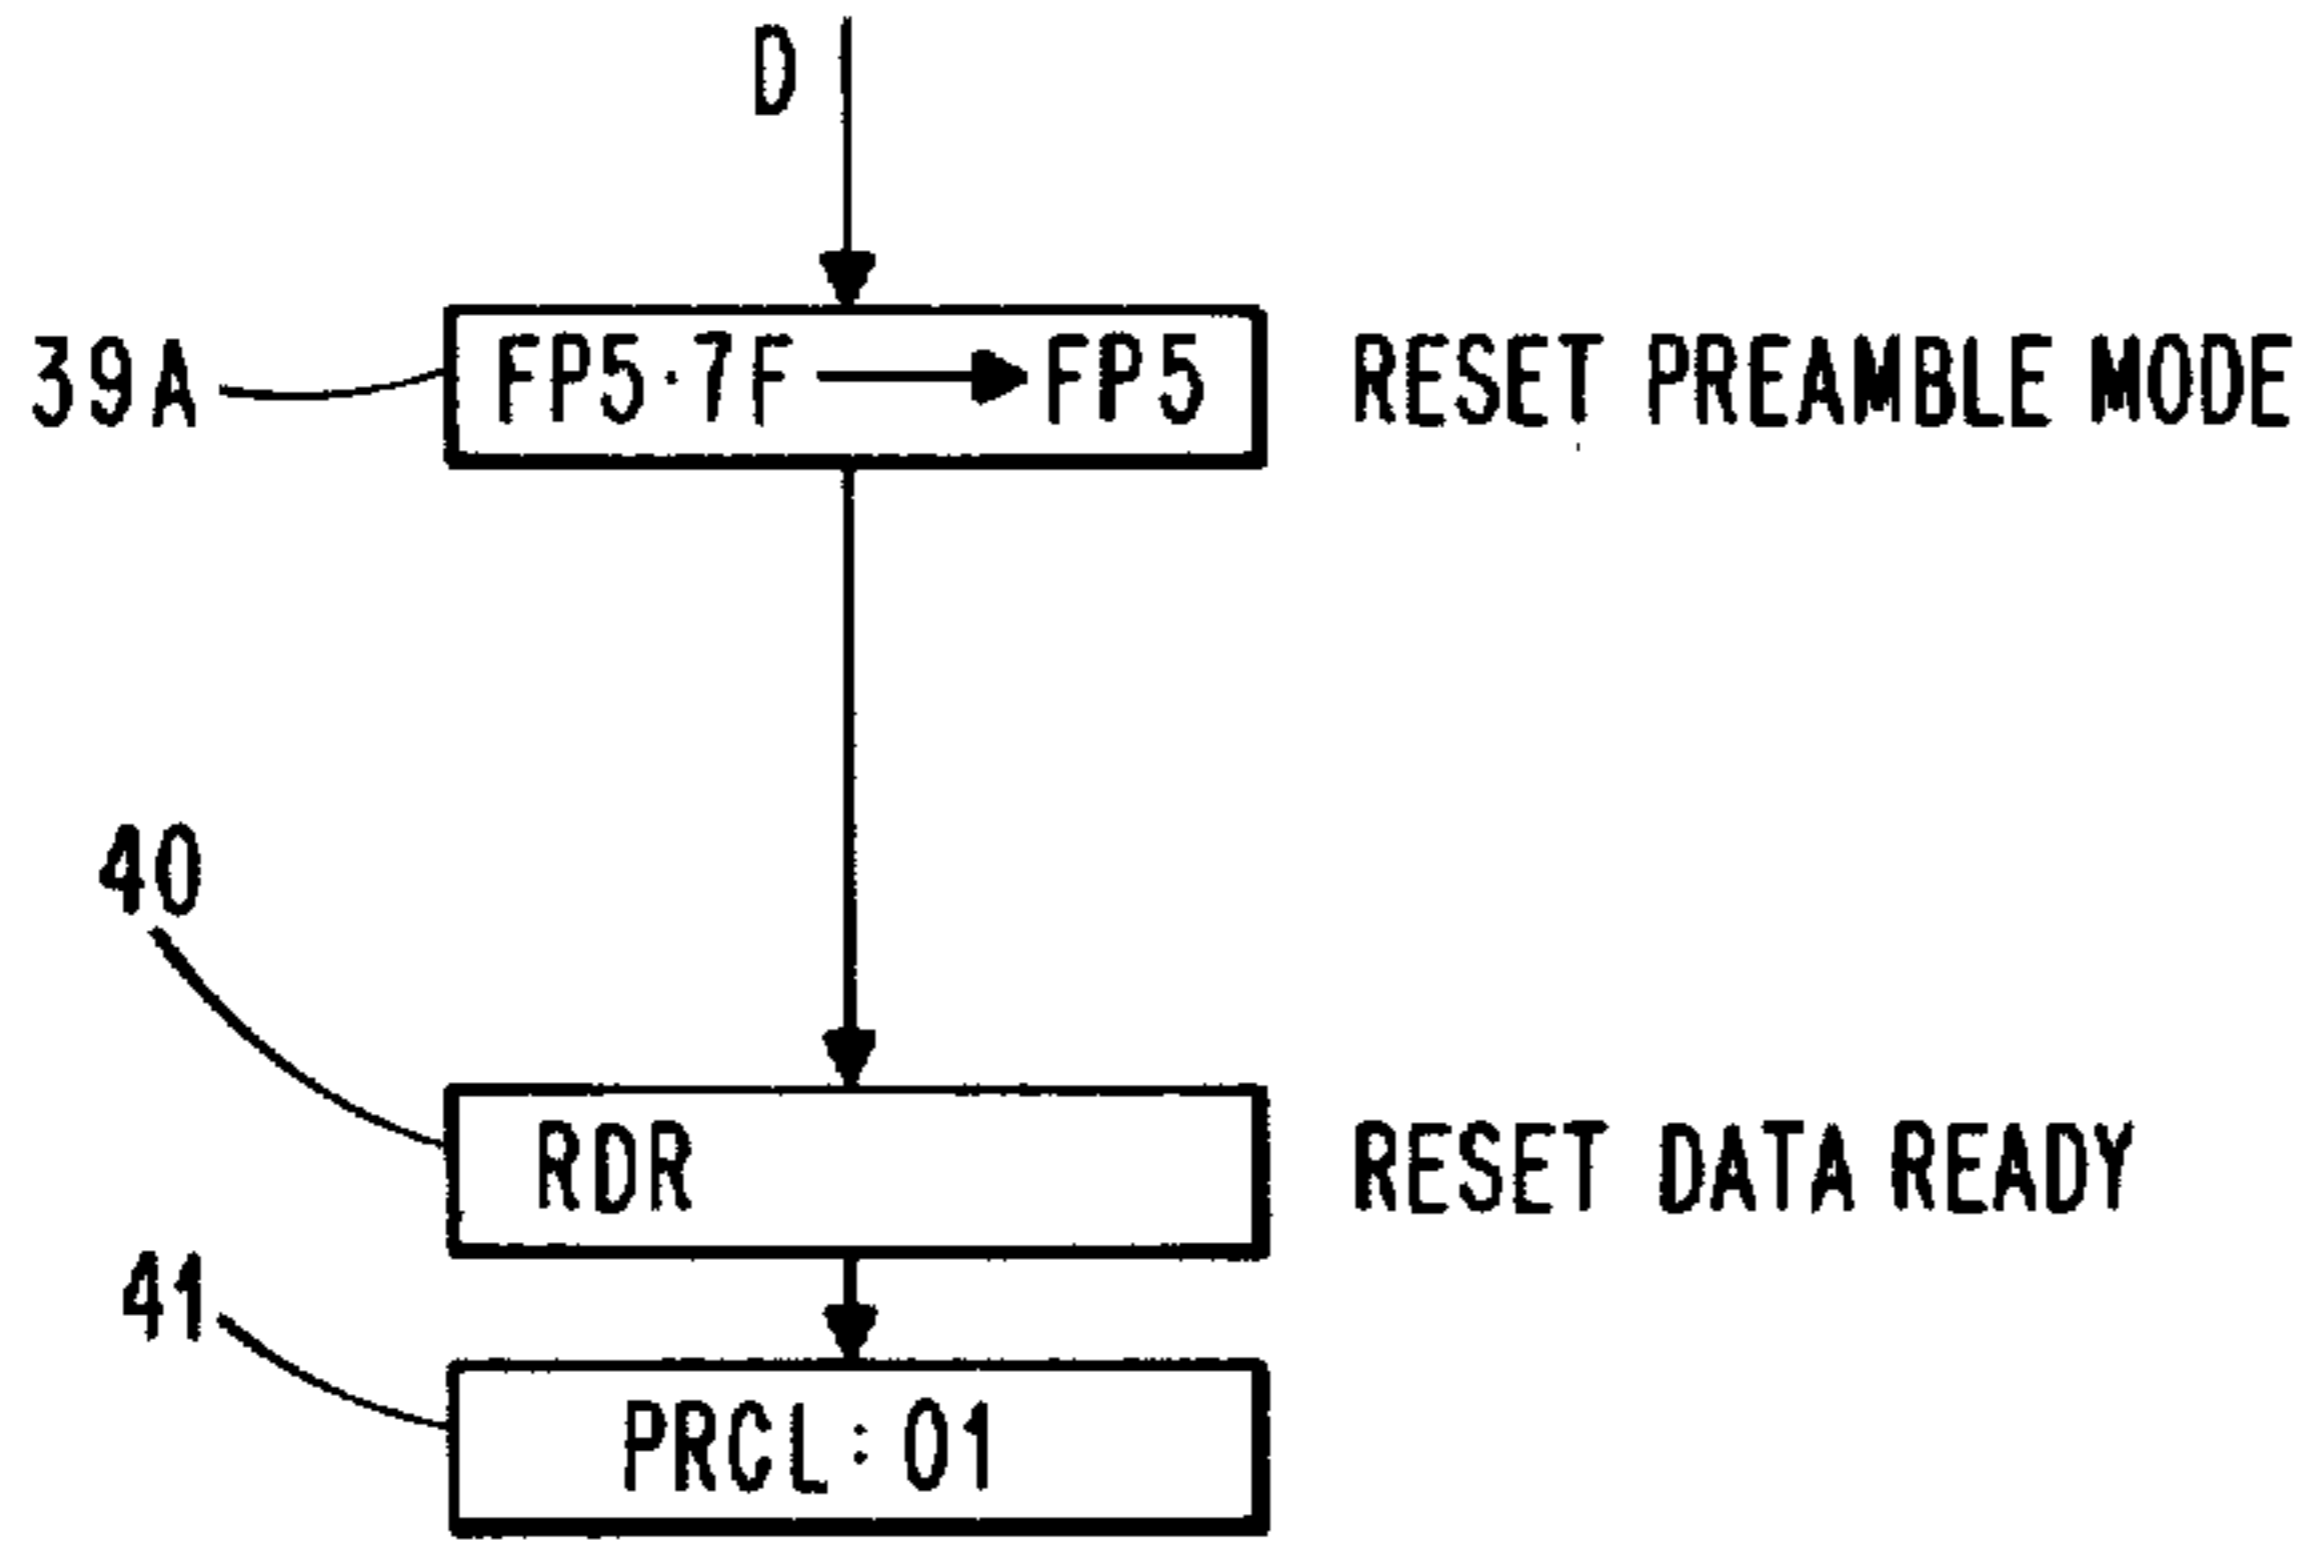 D
39A FP5·7F → FP5 RESET PREAMBLE MODE
40
RDR RESET DATA READY
41
PRCL: 01